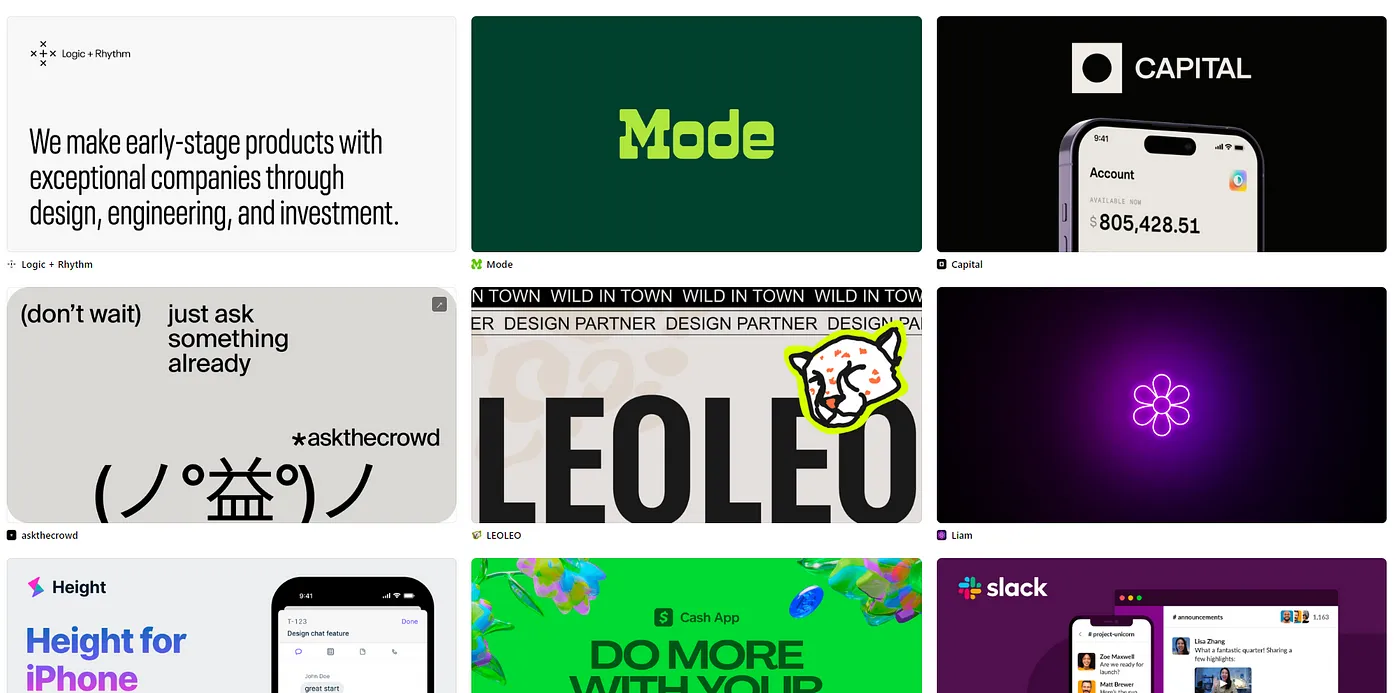 Logic + Rhythm
We make early-stage products with
exceptional companies through
design, engineering, and investment.
Logic + Rhythm
Mode
Mode
CAPITAL
9:41
Account
AVAILABLE NOW
$805,428.51
Capital
(don't wait)
just ask
something
already
*askthecrowd
(ノ°益°)ノ
askthecrowd
N TOWN WILD IN TOWN WILD IN TOWN WILD IN TOW
ER DESIGN PARTNER DESIGN PARTNER DESIGN PA
LEOLEO
LEOLEO
Liam
Height
Height for
iPhone
9:41
T-123
Done
Design chat feature
John Doe
great start
$ Cash App
DO MORE
WITH YOUR
slack
# announcements
1,163
Lisa Zhang
What a fantastic quarter! Sharing a
few highlights:
# project-unicorn
Zoe Maxwell
Are we ready for
launch?
Matt Brewer